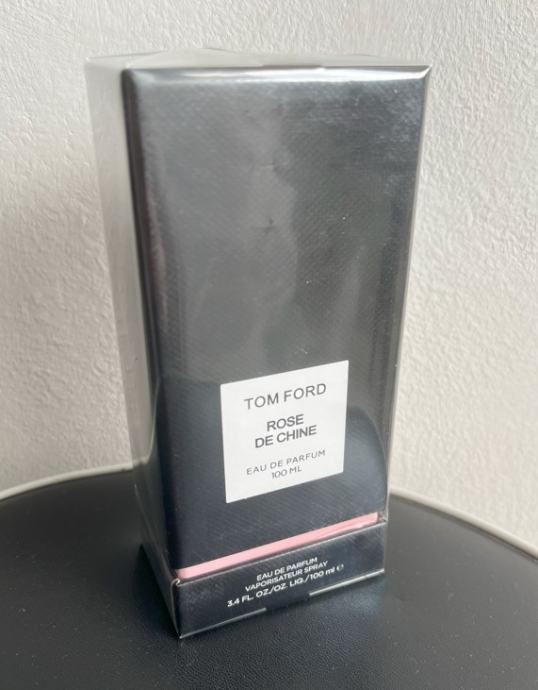 TOM FORD
ROSE
DE CHINE
EAU DE PARFUM
100 ML
EAU DE PARFUM
VAPORISATEUR SPRAY
3.4 FL. OZ./OZ. LIQ./100 ml ℮